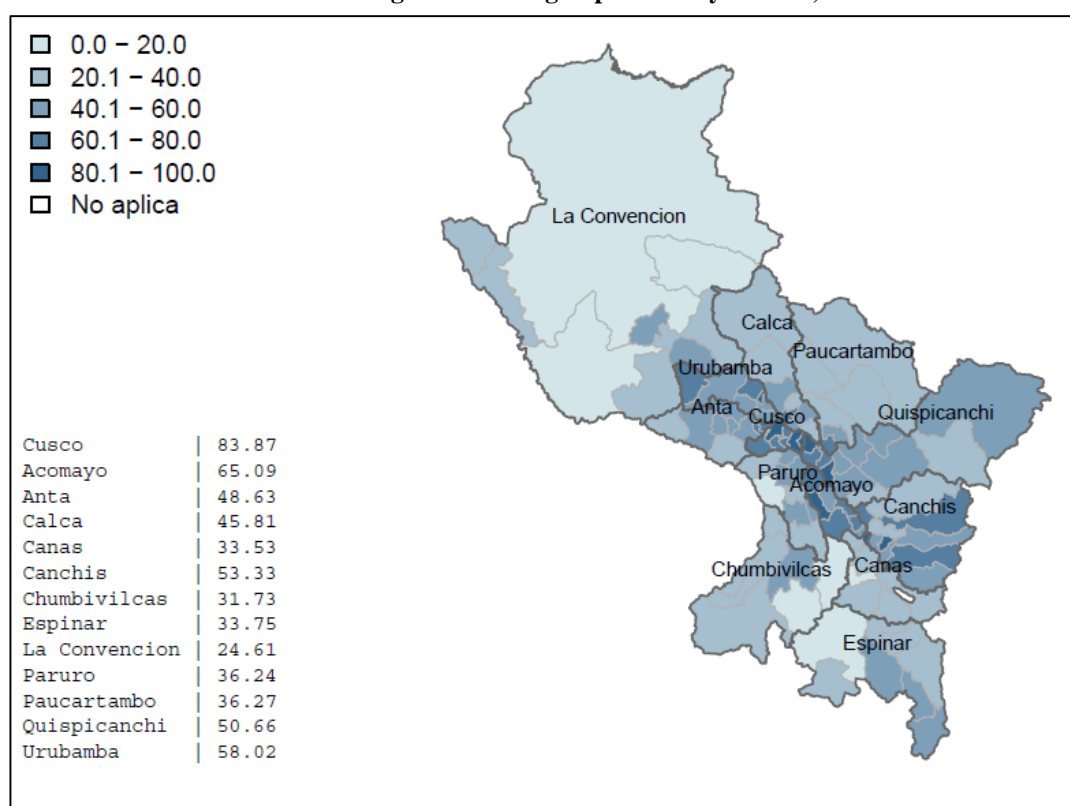 0.0 − 20.0
20.1 − 40.0
40.1 − 60.0
60.1 − 80.0
80.1 − 100.0
No aplica
La Convencion
Calca
Paucartambo
Urubamba
Quispicanchi
Anta
Cusco
Paruro
Acomayo
Canchis
Chumbivilcas
Canas
Espinar
Cusco | 83.87
Acomayo | 65.09
Anta | 48.63
Calca | 45.81
Canas | 33.53
Canchis | 53.33
Chumbivilcas | 31.73
Espinar | 33.75
La Convencion | 24.61
Paruro | 36.24
Paucartambo | 36.27
Quispicanchi | 50.66
Urubamba | 58.02